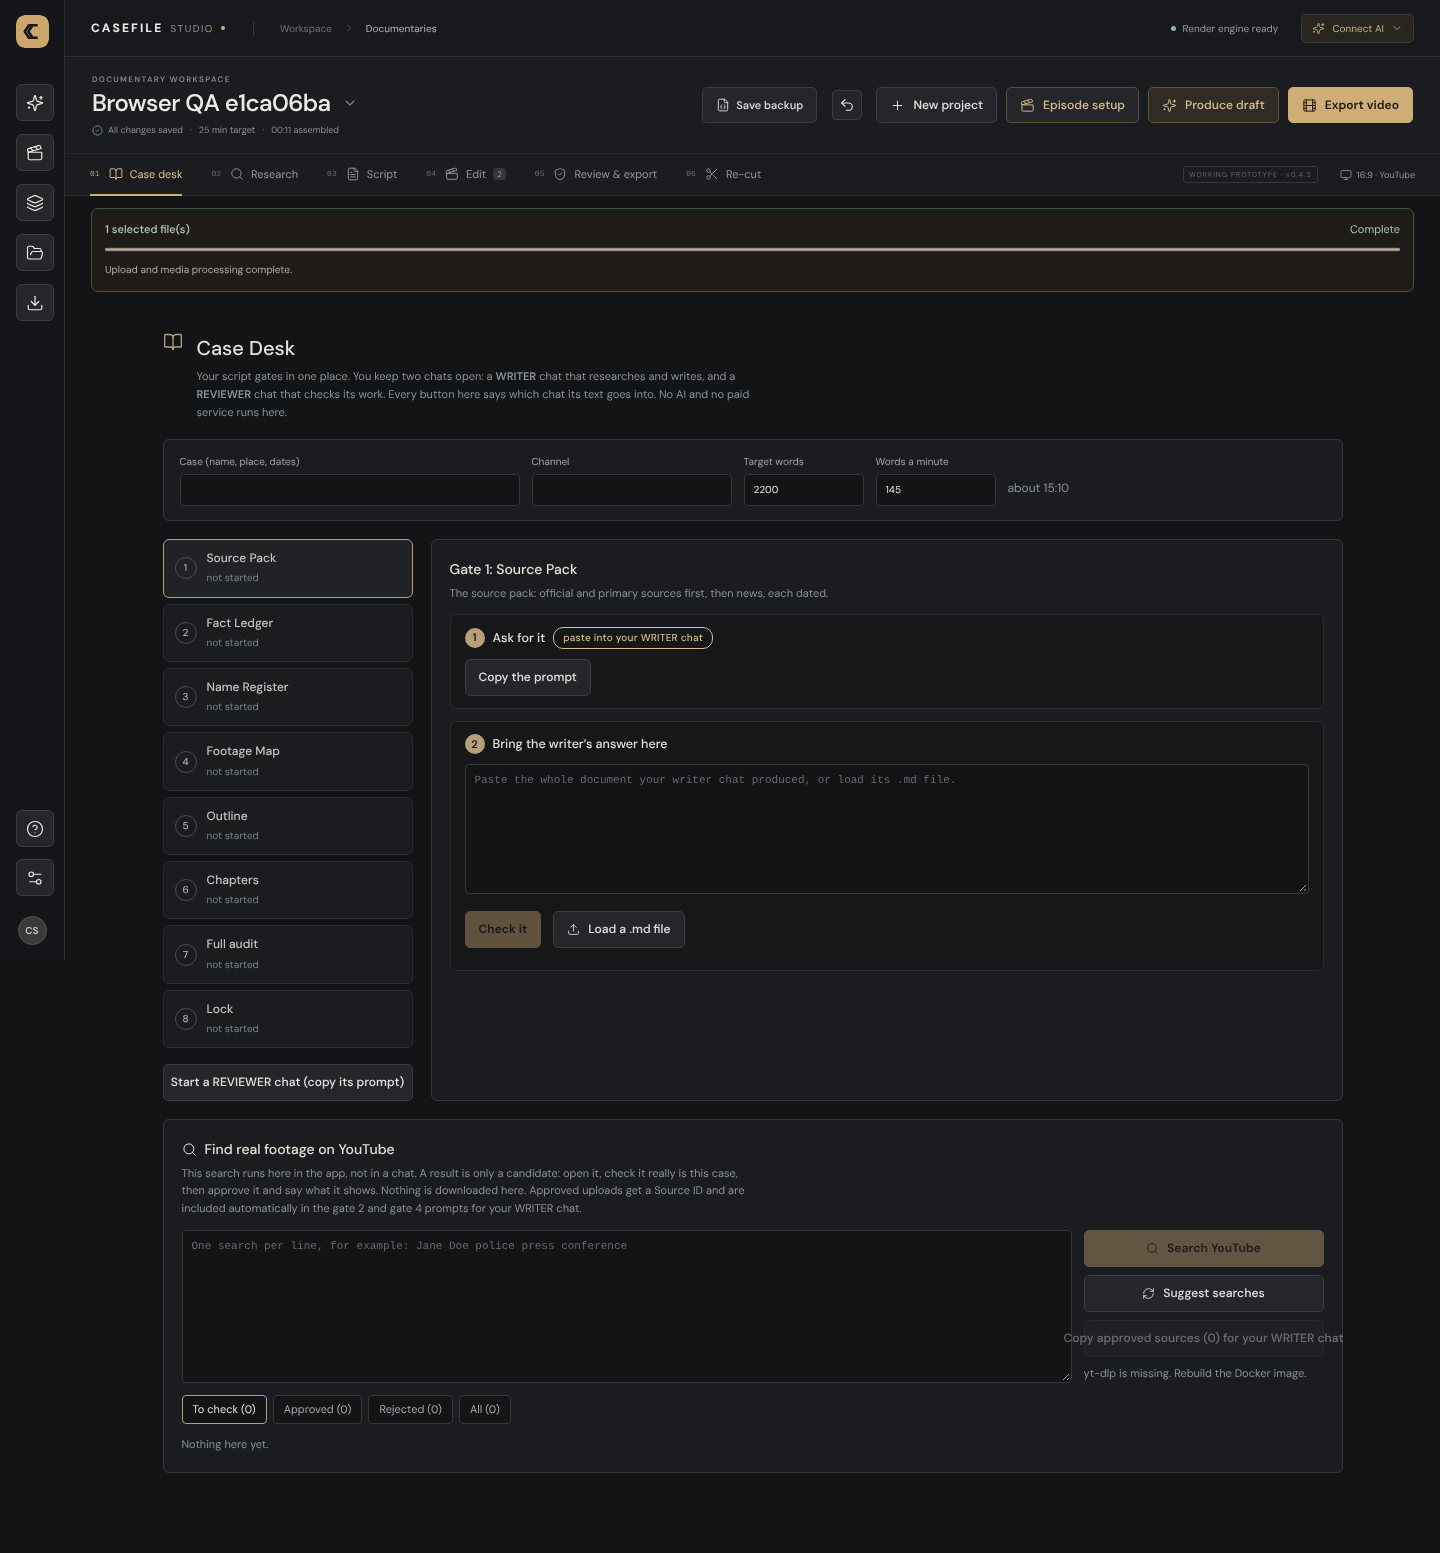 CASEFILE STUDIO
Workspace
Documentaries
Render engine ready
Connect AI
DOCUMENTARY WORKSPACE
Browser QA e1ca06ba
All changes saved · 25 min target · 00:11 assembled
Save backup
New project
Episode setup
Produce draft
Export video
01 Case desk
02 Research
03 Script
04 Edit 2
05 Review & export
06 Re-cut
WORKING PROTOTYPE · v0.4.2
16:9 · YouTube
1 selected file(s)
Complete
Upload and media processing complete.
Case Desk
Your script gates in one place. You keep two chats open: a WRITER chat that researches and writes, and a
REVIEWER chat that checks its work. Every button here says which chat its text goes into. No AI and no paid
service runs here.
Case (name, place, dates)
Channel
Target words
Words a minute
2200
145
about 15:10
1 Source Pack
not started
2 Fact Ledger
not started
3 Name Register
not started
4 Footage Map
not started
5 Outline
not started
6 Chapters
not started
7 Full audit
not started
8 Lock
not started
Start a REVIEWER chat (copy its prompt)
Gate 1: Source Pack
The source pack: official and primary sources first, then news, each dated.
1 Ask for it paste into your WRITER chat
Copy the prompt
2 Bring the writer's answer here
Paste the whole document your writer chat produced, or load its .md file.
Check it
Load a .md file
CS
Find real footage on YouTube
This search runs here in the app, not in a chat. A result is only a candidate: open it, check it really is this case,
then approve it and say what it shows. Nothing is downloaded here. Approved uploads get a Source ID and are
included automatically in the gate 2 and gate 4 prompts for your WRITER chat.
One search per line, for example: Jane Doe police press conference
Search YouTube
Suggest searches
Copy approved sources (0) for your WRITER chat
yt-dlp is missing. Rebuild the Docker image.
To check (0)
Approved (0)
Rejected (0)
All (0)
Nothing here yet.